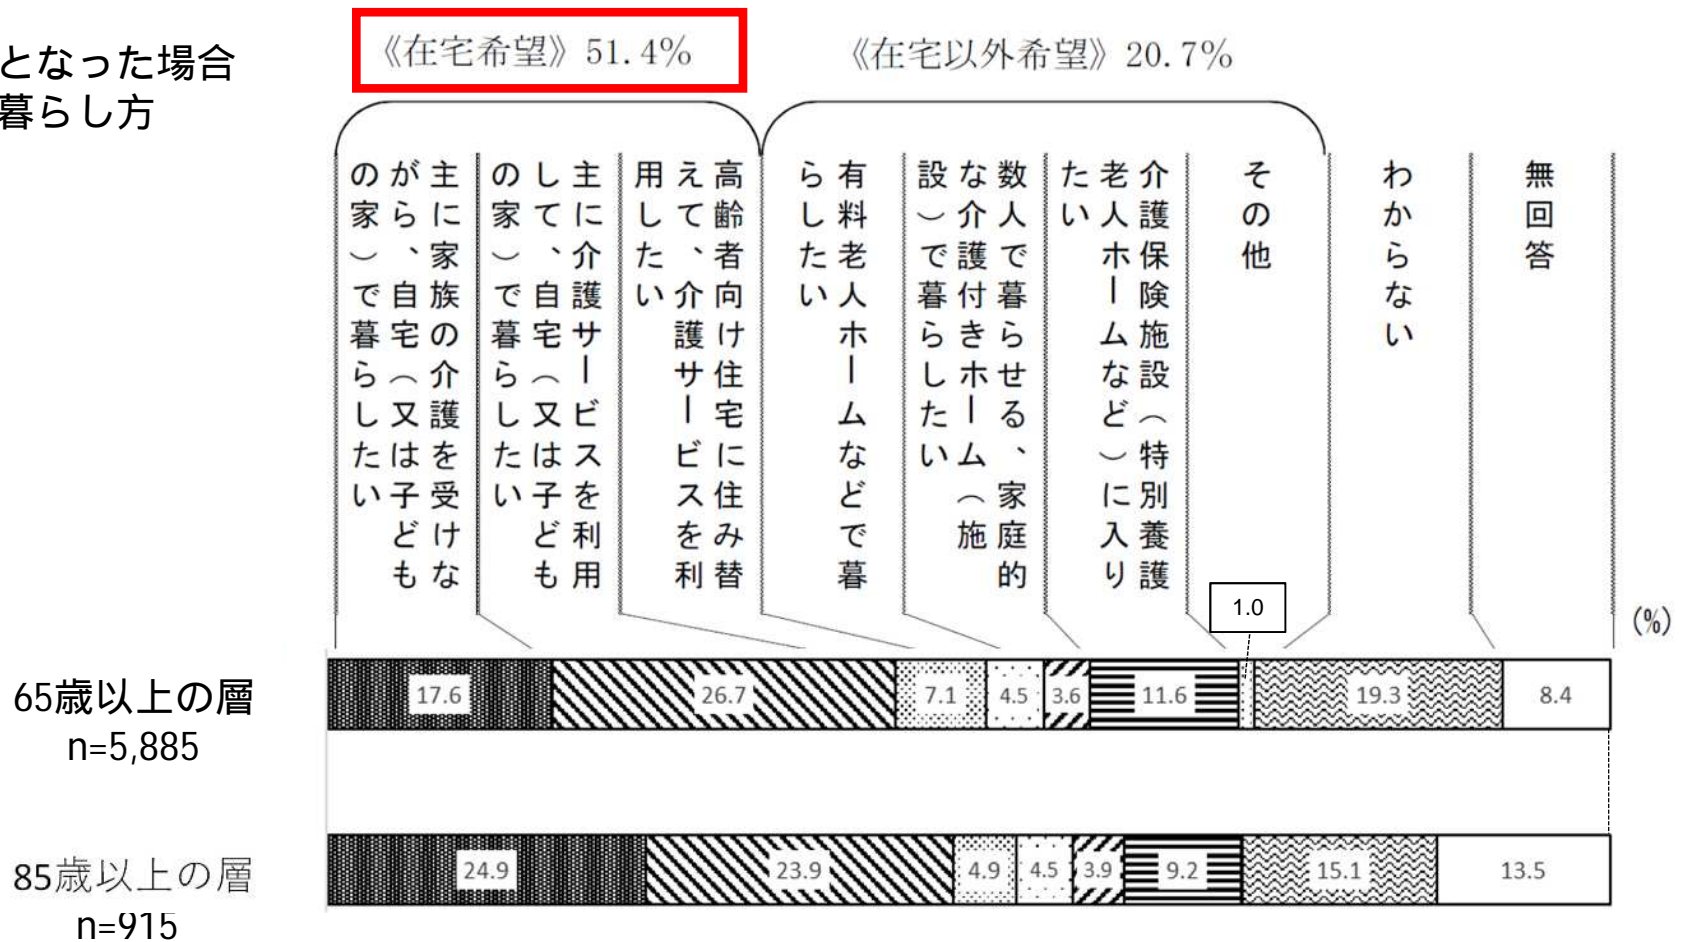 となった場合
暮らし方
《在宅希望》51.4%
《在宅以外希望》20.7%
主に家族の介護を受けな
がら、自宅（又は子ども
の家）で暮らしたい
主に介護サービスを利用
して、自宅（又は子ども
の家）で暮らしたい
高齢者向け住宅に住み替
えて、介護サービスを利
用したい
有料老人ホームなどで暮
らしたい
数人で暮らせる、家庭的
な介護付きホーム（施
設）で暮らしたい
介護保険施設（特別養護
老人ホームなど）に入り
たい
その他
わからない
無回答
1.0
(%)
65歳以上の層
n=5,885
17.6 26.7 7.1 4.5 3.6 11.6 19.3 8.4
85歳以上の層
n=915
24.9 23.9 4.9 4.5 3.9 9.2 15.1 13.5